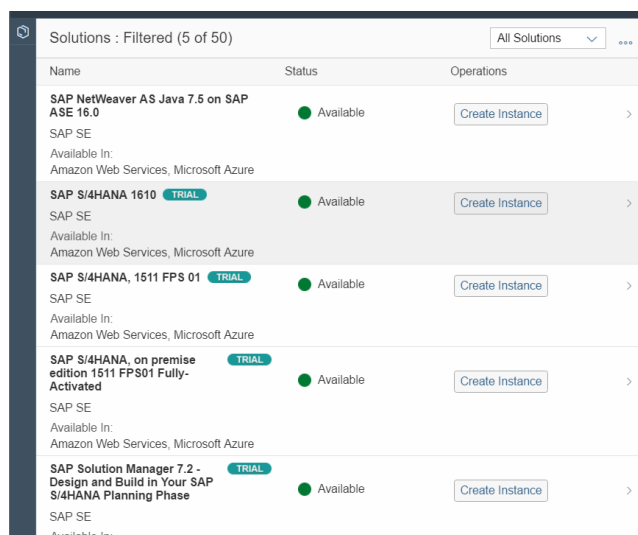 Solutions : Filtered (5 of 50)
All Solutions
Name Status Operations
SAP NetWeaver AS Java 7.5 on SAP
ASE 16.0
Available
Create Instance
SAP SE
Available In:
Amazon Web Services, Microsoft Azure
SAP S/4HANA 1610 TRIAL
Available
Create Instance
SAP SE
Available In:
Amazon Web Services, Microsoft Azure
SAP S/4HANA, 1511 FPS 01 TRIAL
Available
Create Instance
SAP SE
Available In:
Amazon Web Services, Microsoft Azure
SAP S/4HANA, on premise TRIAL
edition 1511 FPS01 Fully-
Activated
Available
Create Instance
SAP SE
Available In:
Amazon Web Services, Microsoft Azure
SAP Solution Manager 7.2 - TRIAL
Design and Build in Your SAP
S/4HANA Planning Phase
Available
Create Instance
SAP SE
Available In: